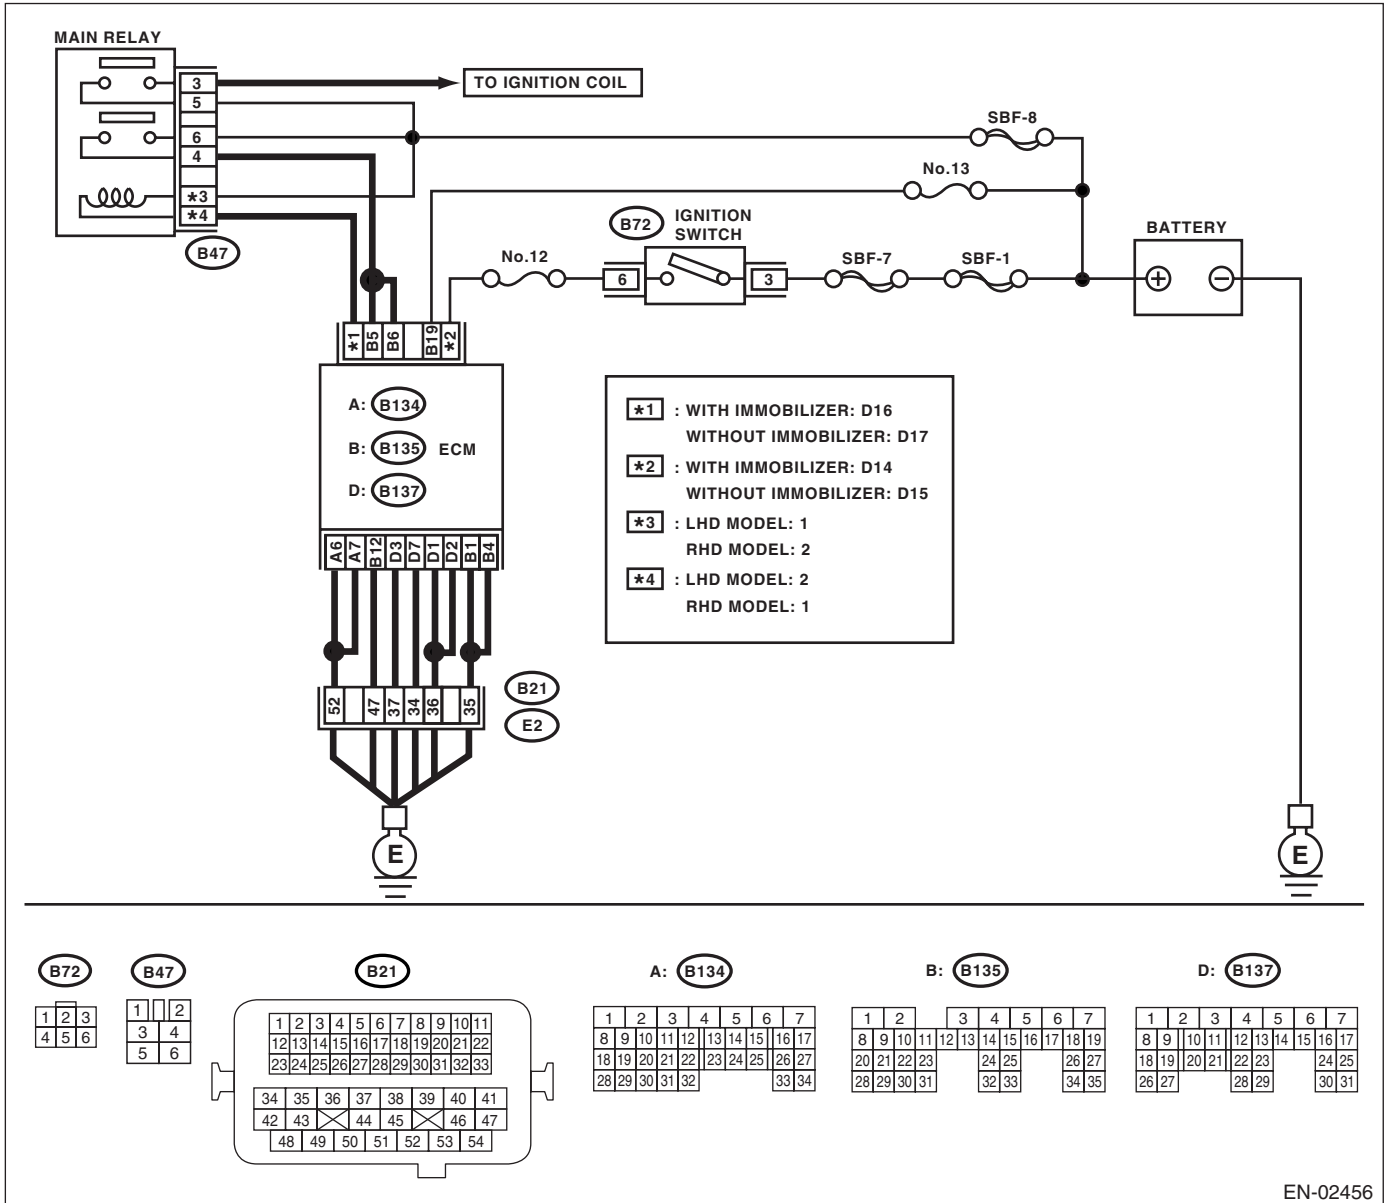 MAIN RELAY
3
TO IGNITION COIL
5
6
4
*3
*4
B47
SBF-8
No.13
B72
IGNITION
SWITCH
BATTERY
No.12
6
3
SBF-7
SBF-1
+
−
*1
B5
B6
B19
*2
A: B134
B: B135 ECM
D: B137
*1 : WITH IMMOBILIZER: D16
WITHOUT IMMOBILIZER: D17
*2 : WITH IMMOBILIZER: D14
WITHOUT IMMOBILIZER: D15
*3 : LHD MODEL: 1
RHD MODEL: 2
*4 : LHD MODEL: 2
RHD MODEL: 1
A6 A7 B12 D3 D7 D1 D2 B1 B4
52 47 37 34 36 35
B21
E2
E
E
B72
1 2 3
4 5 6
B47
1 2
3 4
5 6
B21
1 2 3 4 5 6 7 8 9 10 11
12 13 14 15 16 17 18 19 20 21 22
23 24 25 26 27 28 29 30 31 32 33
34 35 36 37 38 39 40 41
42 43 44 45 46 47
48 49 50 51 52 53 54
A: B134
1 2 3 4 5 6 7
8 9 10 11 12 13 14 15 16 17
18 19 20 21 22 23 24 25 26 27
28 29 30 31 32 33 34
B: B135
1 2 3 4 5 6 7
8 9 10 11 12 13 14 15 16 17 18 19
20 21 22 23 24 25 26 27
28 29 30 31 32 33 34 35
D: B137
1 2 3 4 5 6 7
8 9 10 11 12 13 14 15 16 17
18 19 20 21 22 23 24 25
26 27 28 29 30 31
EN-02456